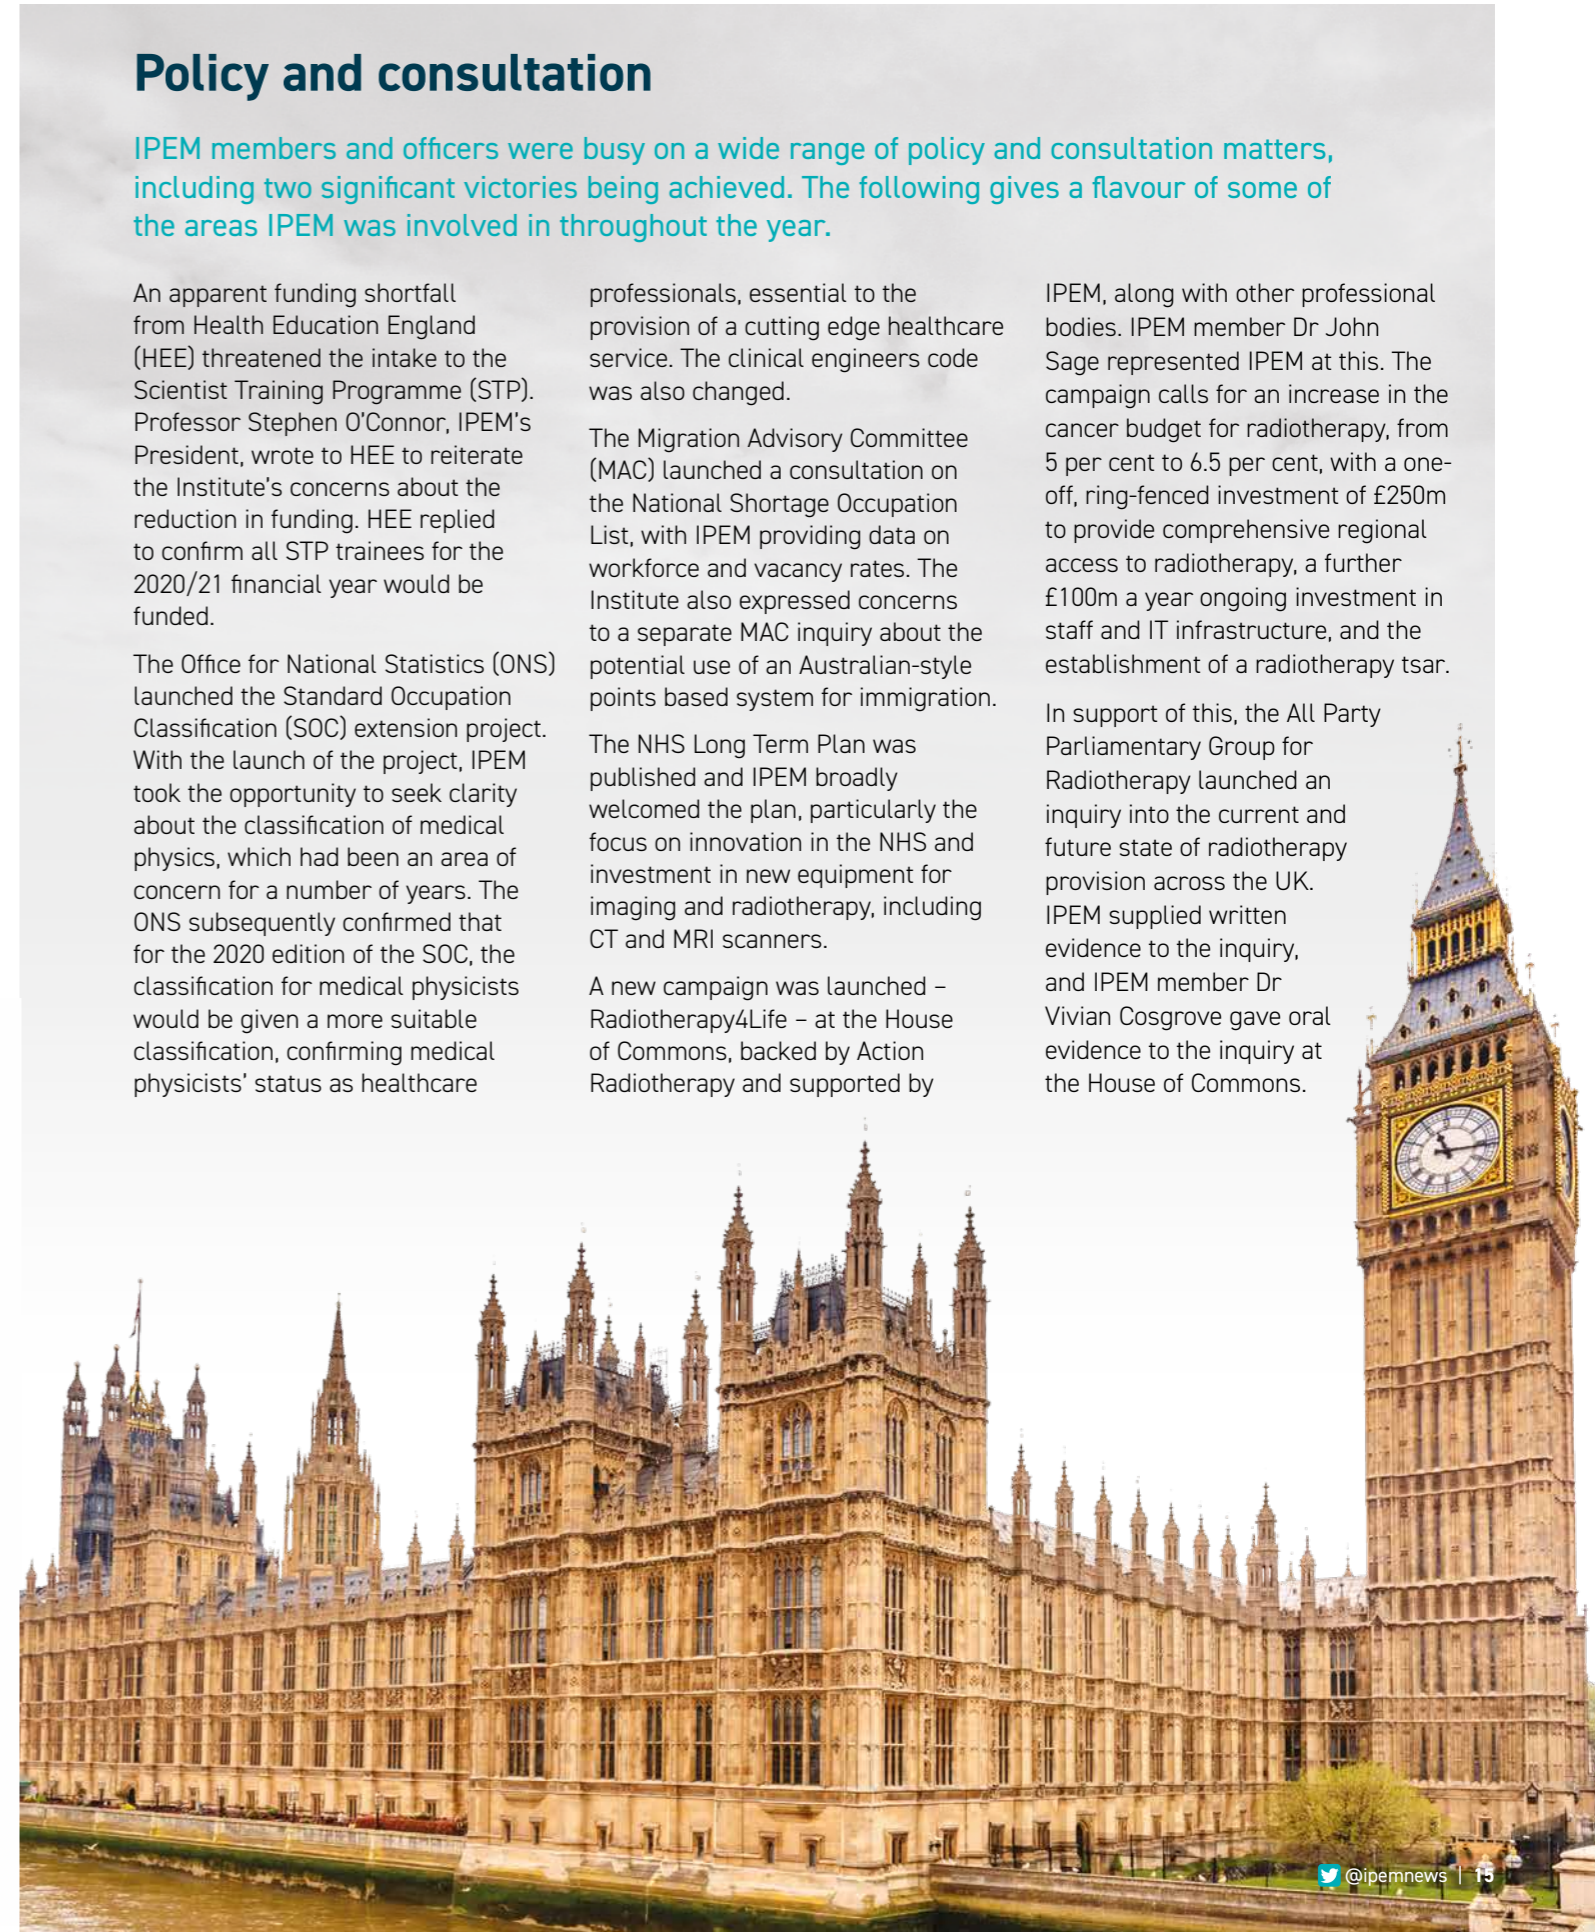 Policy and consultation
IPEM members and officers were busy on a wide range of policy and consultation matters,
including two significant victories being achieved. The following gives a flavour of some of
the areas IPEM was involved in throughout the year.
An apparent funding shortfall
from Health Education England
(HEE) threatened the intake to the
Scientist Training Programme (STP).
Professor Stephen O'Connor, IPEM's
President, wrote to HEE to reiterate
the Institute's concerns about the
reduction in funding. HEE replied
to confirm all STP trainees for the
2020/21 financial year would be
funded.
The Office for National Statistics (ONS)
launched the Standard Occupation
Classification (SOC) extension project.
With the launch of the project, IPEM
took the opportunity to seek clarity
about the classification of medical
physics, which had been an area of
concern for a number of years. The
ONS subsequently confirmed that
for the 2020 edition of the SOC, the
classification for medical physicists
would be given a more suitable
classification, confirming medical
physicists' status as healthcare
professionals, essential to the
provision of a cutting edge healthcare
service. The clinical engineers code
was also changed.
The Migration Advisory Committee
(MAC) launched a consultation on
the National Shortage Occupation
List, with IPEM providing data on
workforce and vacancy rates. The
Institute also expressed concerns
to a separate MAC inquiry about the
potential use of an Australian-style
points based system for immigration.
The NHS Long Term Plan was
published and IPEM broadly
welcomed the plan, particularly the
focus on innovation in the NHS and
investment in new equipment for
imaging and radiotherapy, including
CT and MRI scanners.
A new campaign was launched –
Radiotherapy4Life – at the House
of Commons, backed by Action
Radiotherapy and supported by
IPEM, along with other professional
bodies. IPEM member Dr John
Sage represented IPEM at this. The
campaign calls for an increase in the
cancer budget for radiotherapy, from
5 per cent to 6.5 per cent, with a one-
off, ring-fenced investment of £250m
to provide comprehensive regional
access to radiotherapy, a further
£100m a year ongoing investment in
staff and IT infrastructure, and the
establishment of a radiotherapy tsar.
In support of this, the All Party
Parliamentary Group for
Radiotherapy launched an
inquiry into the current and
future state of radiotherapy
provision across the UK.
IPEM supplied written
evidence to the inquiry,
and IPEM member Dr
Vivian Cosgrove gave oral
evidence to the inquiry at
the House of Commons.
@ipemnews | 15